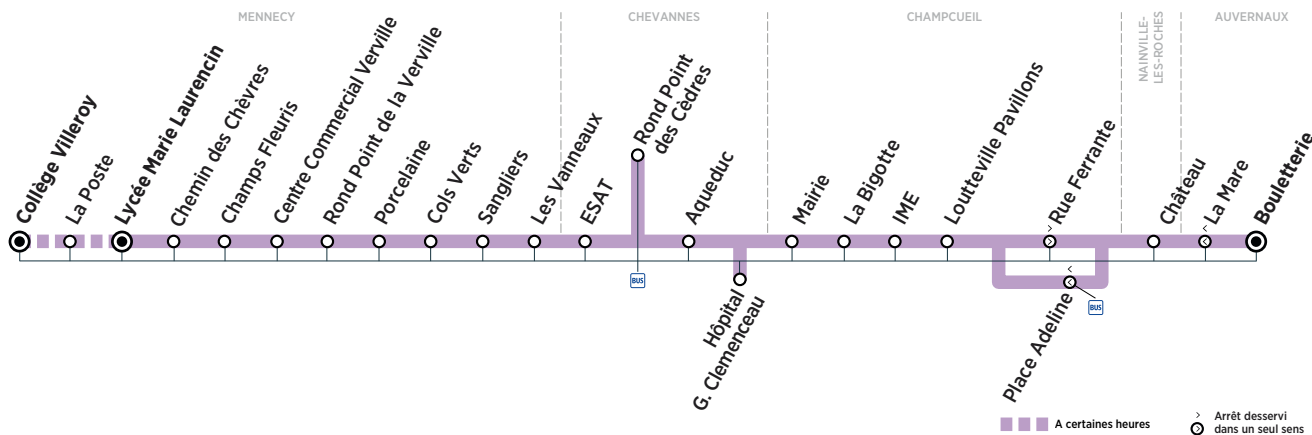 MENNECY
CHEVANNES
CHAMPCUEIL
NAINVILLE-
LES-ROCHES
AUVERNAUX
Collège Villeroy
La Poste
Lycée Marie Laurencin
Chemin des Chèvres
Champs Fleuris
Centre Commercial Verville
Rond Point de la Verville
Porcelaine
Cols Verts
Sangliers
Les Vanneaux
ESAT
Rond Point
des Cèdres
BUS
Aqueduc
Hôpital
G. Clemenceau
Mairie
La Bigotte
IME
Loutteville Pavillons
Rue Ferrante
Place Adeline
BUS
Château
La Mare
Bouletterie
A certaines heures
Arrêt desservi
dans un seul sens